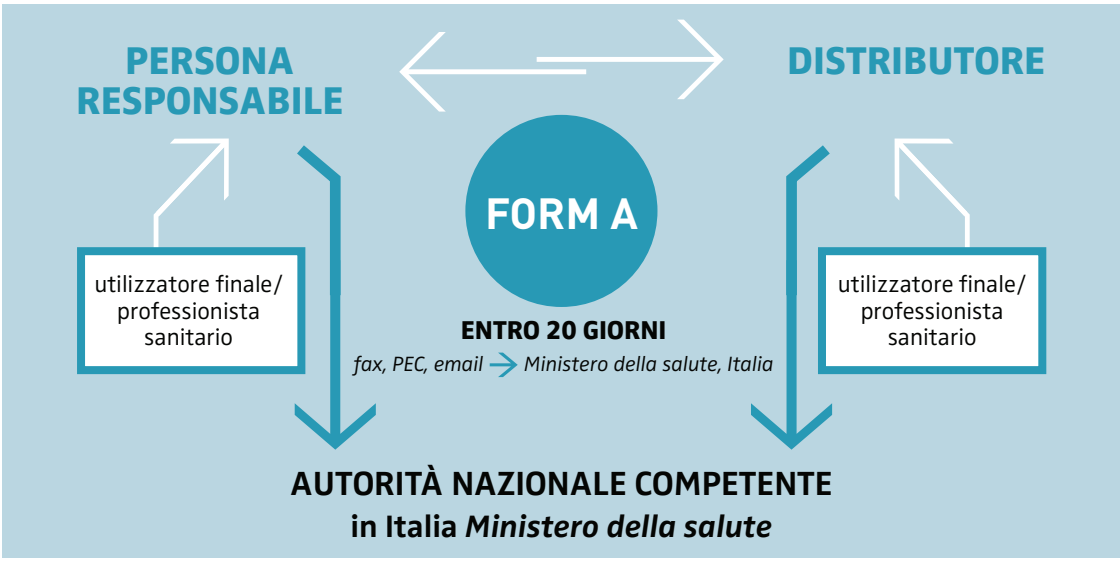 PERSONA
RESPONSABILE
DISTRIBUTORE
FORM A
utilizzatore finale/
professionista
sanitario
utilizzatore finale/
professionista
sanitario
ENTRO 20 GIORNI
fax, PEC, email → Ministero della salute, Italia
AUTORITÀ NAZIONALE COMPETENTE
in Italia Ministero della salute